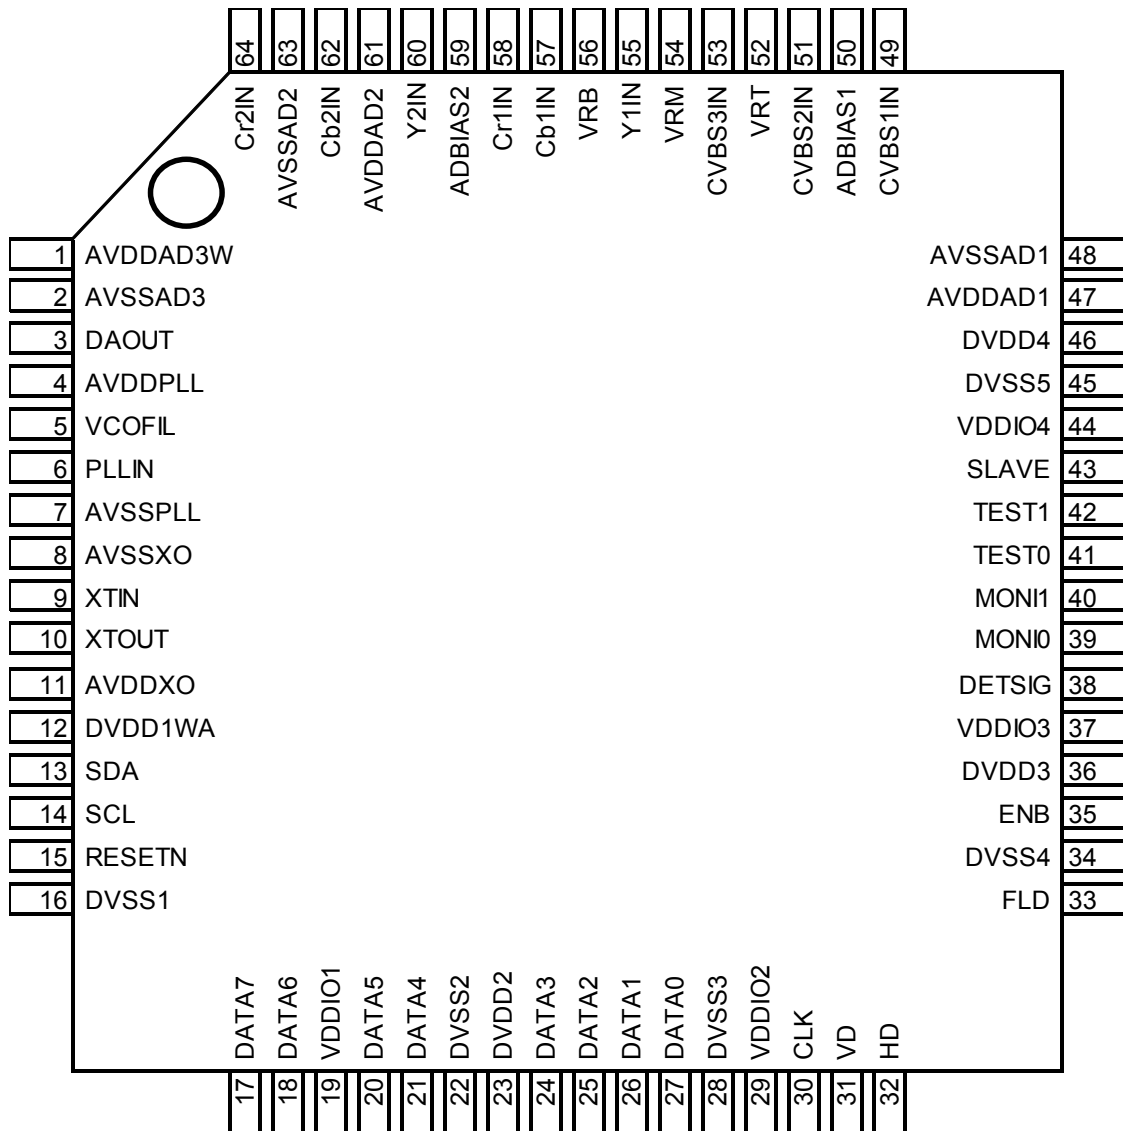 64 63 62 61 60 59 58 57 56 55 54 53 52 51 50 49
Cr2IN AVSSAD2 Cb2IN AVDDAD2 Y2IN ADBIAS2 Cr1IN Cb1IN VRB Y1IN VRM CVBS3IN VRT CVBS2IN ADBIAS1 CVBS1IN
1 AVDDAD3W AVSSAD1 48
2 AVSSAD3 AVDDAD1 47
3 DAOUT DVDD4 46
4 AVDDPLL DVSS5 45
5 VCOFIL VDDIO4 44
6 PLLIN SLAVE 43
7 AVSSPLL TEST1 42
8 AVSSXO TEST0 41
9 XTIN MONI1 40
10 XTOUT MONI0 39
11 AVDDXO DETSIG 38
12 DVDD1WA VDDIO3 37
13 SDA DVDD3 36
14 SCL ENB 35
15 RESETN DVSS4 34
16 DVSS1 FLD 33
DATA7 DATA6 VDDIO1 DATA5 DATA4 DVSS2 DVDD2 DATA3 DATA2 DATA1 DATA0 DVSS3 VDDIO2 CLK VD HD
17 18 19 20 21 22 23 24 25 26 27 28 29 30 31 32